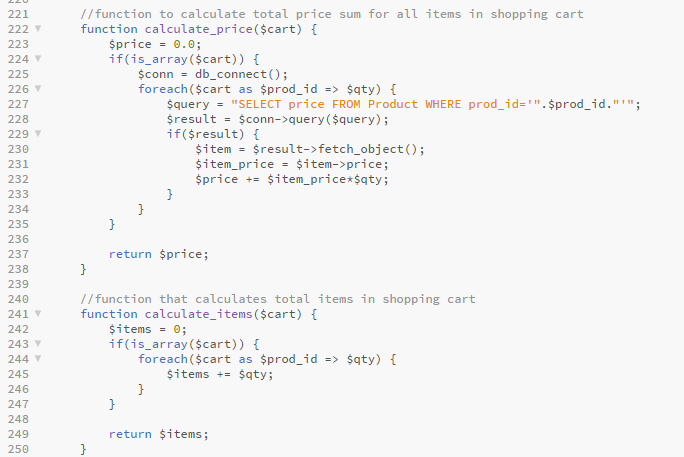 221 //function to calculate total price sum for all items in shopping cart
222 function calculate_price($cart) {
223 $price = 0.0;
224 if(is_array($cart)) {
225 $conn = db_connect();
226 foreach($cart as $prod_id => $qty) {
227 $query = "SELECT price FROM Product WHERE prod_id='".$prod_id."'";
228 $result = $conn->query($query);
229 if($result) {
230 $item = $result->fetch_object();
231 $item_price = $item->price;
232 $price += $item_price*$qty;
233 }
234 }
235 }
236
237 return $price;
238 }
239
240 //function that calculates total items in shopping cart
241 function calculate_items($cart) {
242 $items = 0;
243 if(is_array($cart)) {
244 foreach($cart as $prod_id => $qty) {
245 $items += $qty;
246 }
247 }
248
249 return $items;
250 }